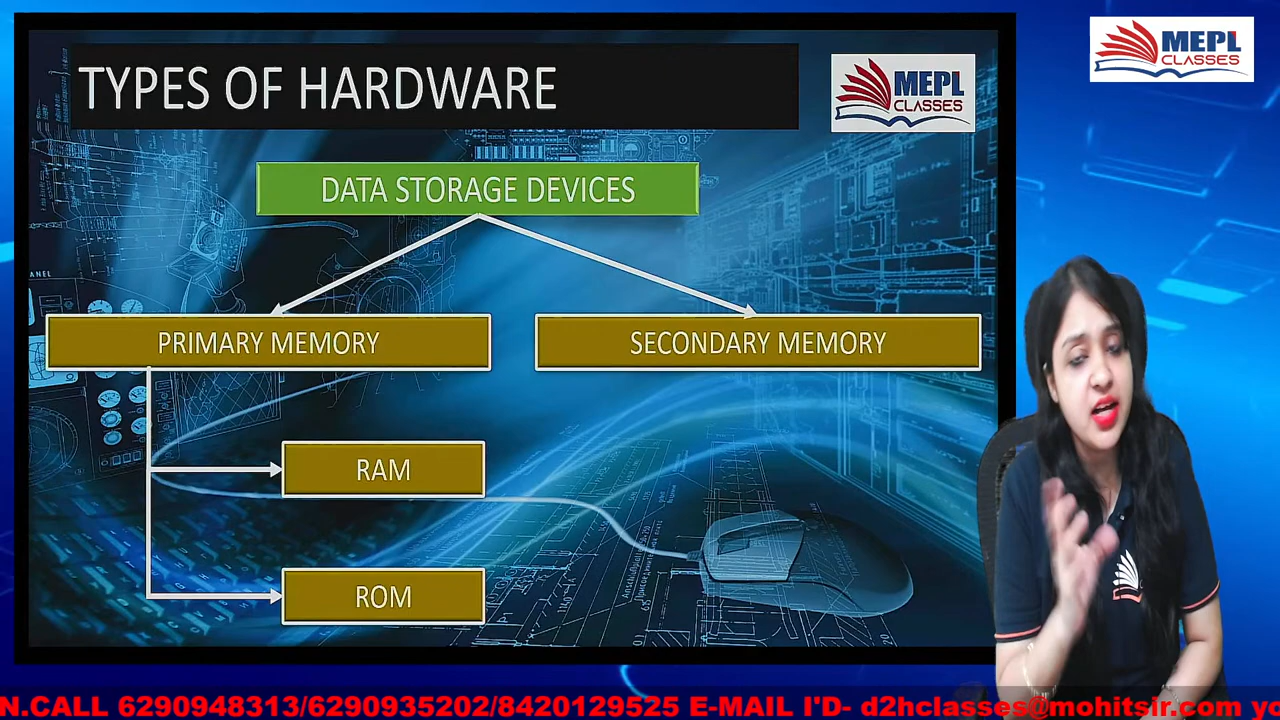 TYPES OF HARDWARE
MEPL
CLASSES
MEPL
CLASSES
DATA STORAGE DEVICES
PRIMARY MEMORY
SECONDARY MEMORY
RAM
ROM
N.CALL 6290948313/6290935202/8420129525 E-MAIL I'D- d2hclasses@mohitsir.com yo